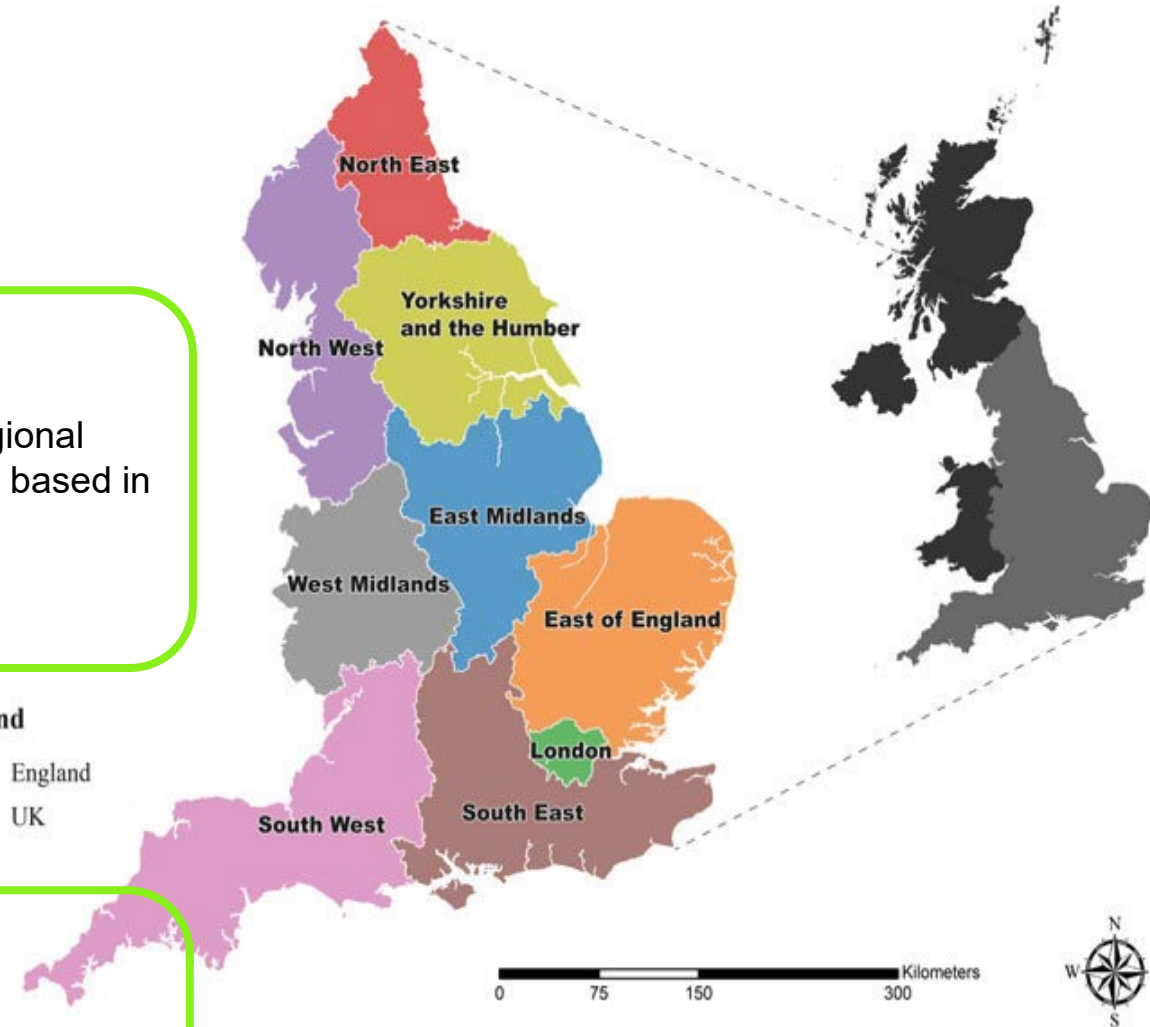 North East
Yorkshire
and the Humber
North West
gional
based in
East Midlands
West Midlands
East of England
nd
London
England
UK
South West
South East
N
W
S
Kilometers
0 75 150 300